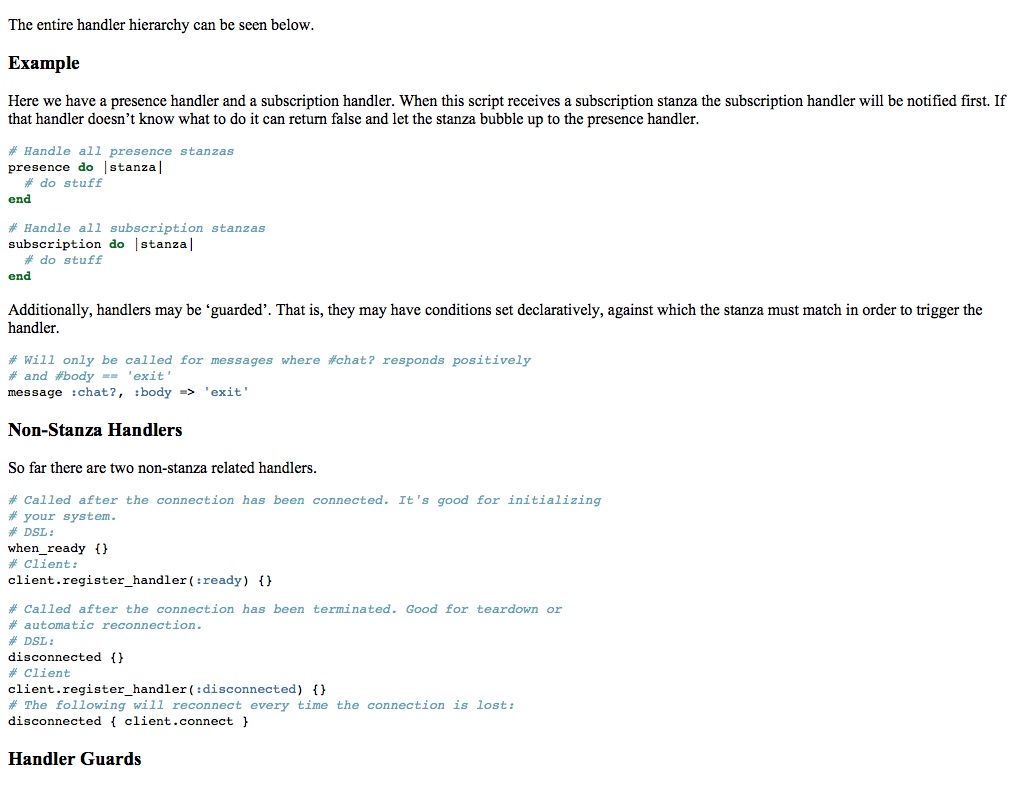 The entire handler hierarchy can be seen below.
Example
Here we have a presence handler and a subscription handler. When this script receives a subscription stanza the subscription handler will be notified first. If
that handler doesn’t know what to do it can return false and let the stanza bubble up to the presence handler.
# Handle all presence stanzas
presence do |stanza|
  # do stuff
end
# Handle all subscription stanzas
subscription do |stanza|
  # do stuff
end
Additionally, handlers may be ‘guarded’. That is, they may have conditions set declaratively, against which the stanza must match in order to trigger the
handler.
# Will only be called for messages where #chat? responds positively
# and #body == 'exit'
message :chat?, :body => 'exit'
Non-Stanza Handlers
So far there are two non-stanza related handlers.
# Called after the connection has been connected. It's good for initializing
# your system.
# DSL:
when_ready {}
# Client:
client.register_handler(:ready) {}
# Called after the connection has been terminated. Good for teardown or
# automatic reconnection.
# DSL:
disconnected {}
# Client
client.register_handler(:disconnected) {}
# The following will reconnect every time the connection is lost:
disconnected { client.connect }
Handler Guards